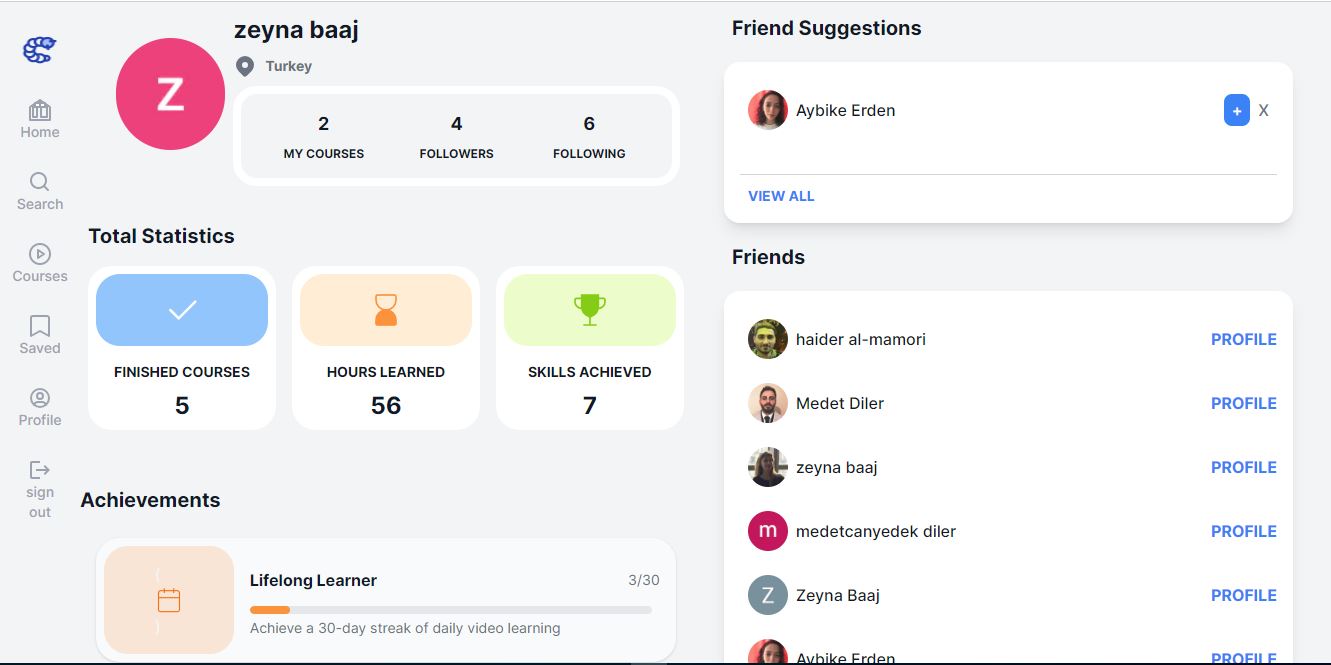 Home
Search
Courses
Saved
Profile
sign
out
Z
zeyna baaj
Turkey
2
MY COURSES
4
FOLLOWERS
6
FOLLOWING
Total Statistics
FINISHED COURSES
5
HOURS LEARNED
56
SKILLS ACHIEVED
7
Achievements
Lifelong Learner 3/30
Achieve a 30-day streak of daily video learning
Friend Suggestions
Aybike Erden + X
VIEW ALL
Friends
haider al-mamori PROFILE
Medet Diler PROFILE
zeyna baaj PROFILE
m medetcanyedek diler PROFILE
Z Zeyna Baaj PROFILE
Aybike Erden PROFILE